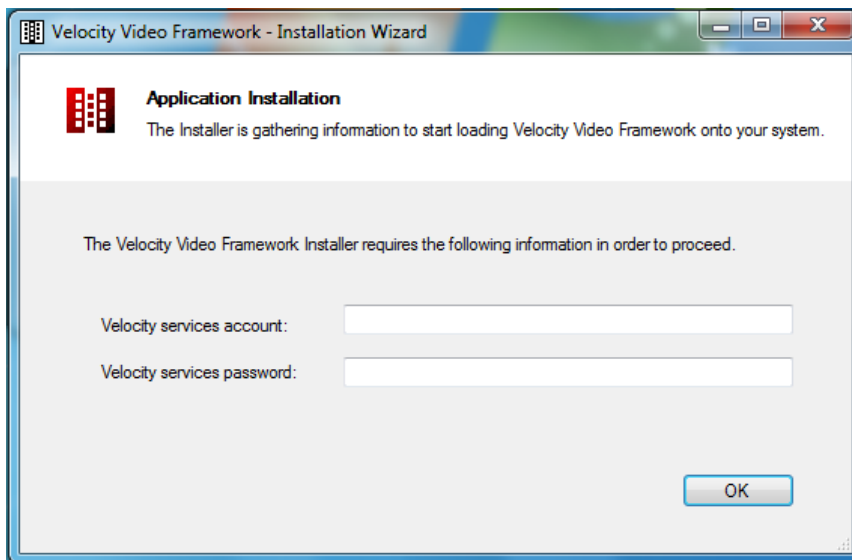 Velocity Video Framework - Installation Wizard
Application Installation
The Installer is gathering information to start loading Velocity Video Framework onto your system.
The Velocity Video Framework Installer requires the following information in order to proceed.
Velocity services account:
Velocity services password:
OK